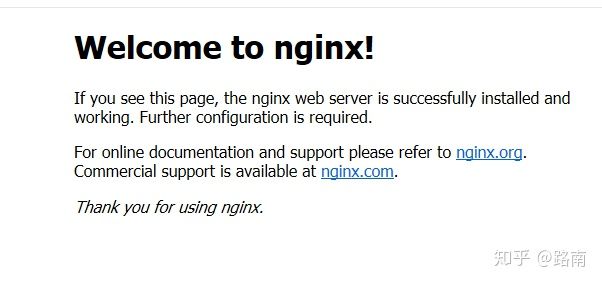 Welcome to nginx!
If you see this page, the nginx web server is successfully installed and
working. Further configuration is required.
For online documentation and support please refer to nginx.org.
Commercial support is available at nginx.com.
Thank you for using nginx.
知乎 @路南